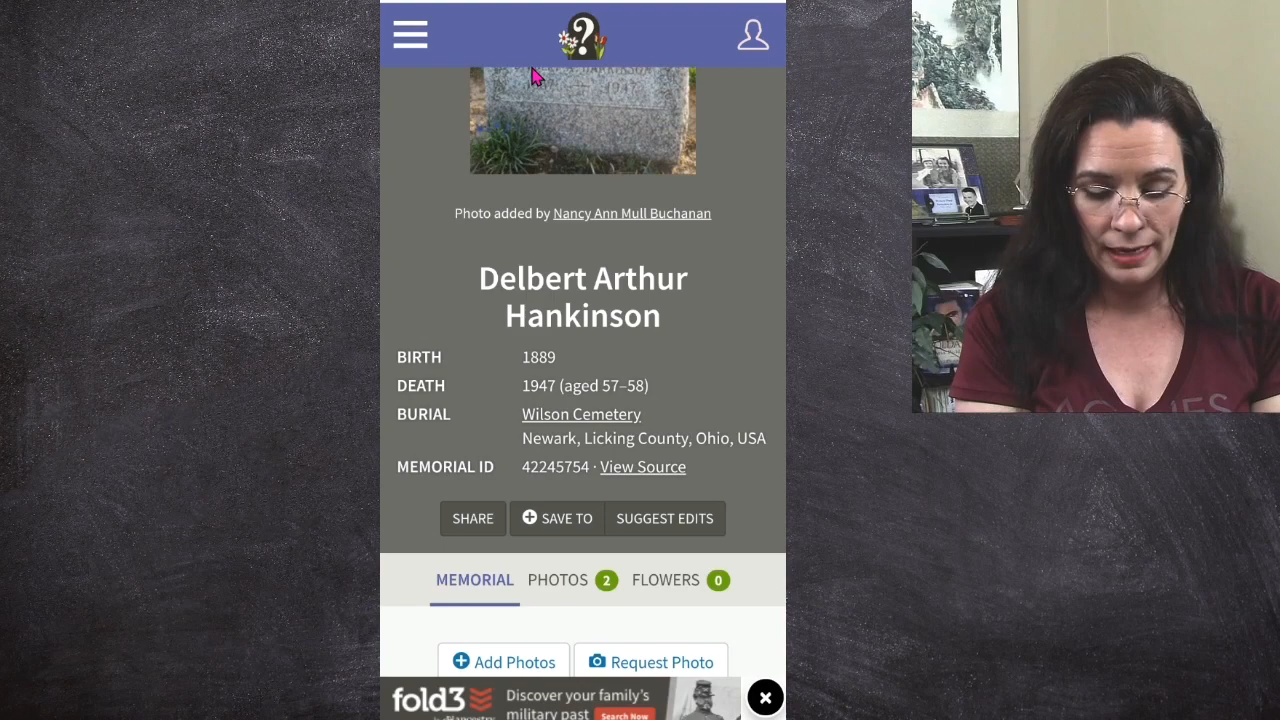 ?
1947
Photo added by Nancy Ann Mull Buchanan
Delbert Arthur
Hankinson
BIRTH 1889
DEATH 1947 (aged 57–58)
BURIAL Wilson Cemetery
Newark, Licking County, Ohio, USA
MEMORIAL ID 42245754 · View Source
SHARE SAVE TO SUGGEST EDITS
MEMORIAL PHOTOS 2 FLOWERS 0
Add Photos Request Photo
fold3 Discover your family's
military past Search Now